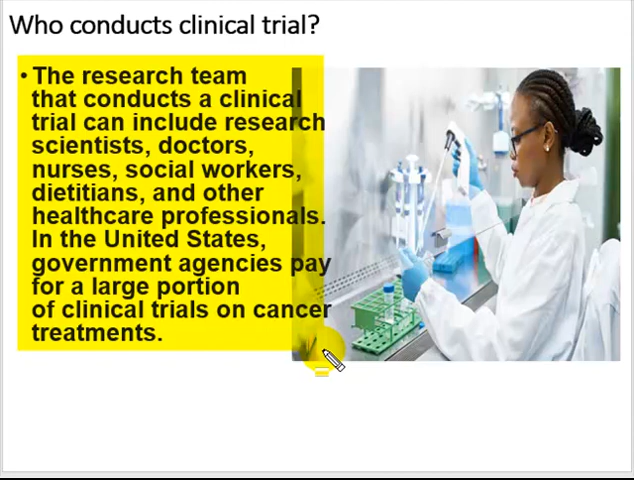 Who conducts clinical trial?
• The research team
that conducts a clinical
trial can include research
scientists, doctors,
nurses, social workers,
dietitians, and other
healthcare professionals.
In the United States,
government agencies pay
for a large portion
of clinical trials on cancer
treatments.